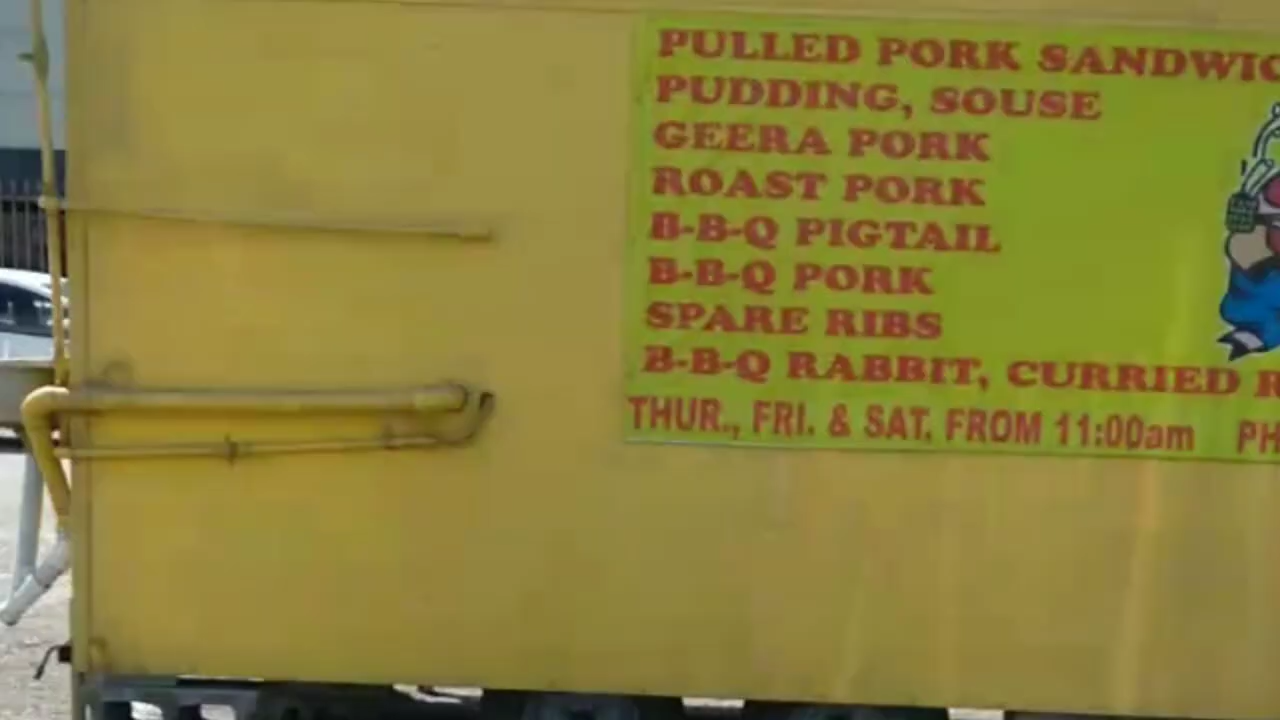 PULLED PORK SANDWIC
PUDDING, SOUSE
GEERA PORK
ROAST PORK
B-B-Q PIGTAIL
B-B-Q PORK
SPARE RIBS
B-B-Q RABBIT, CURRIED R
THUR., FRI. & SAT. FROM 11:00am PH